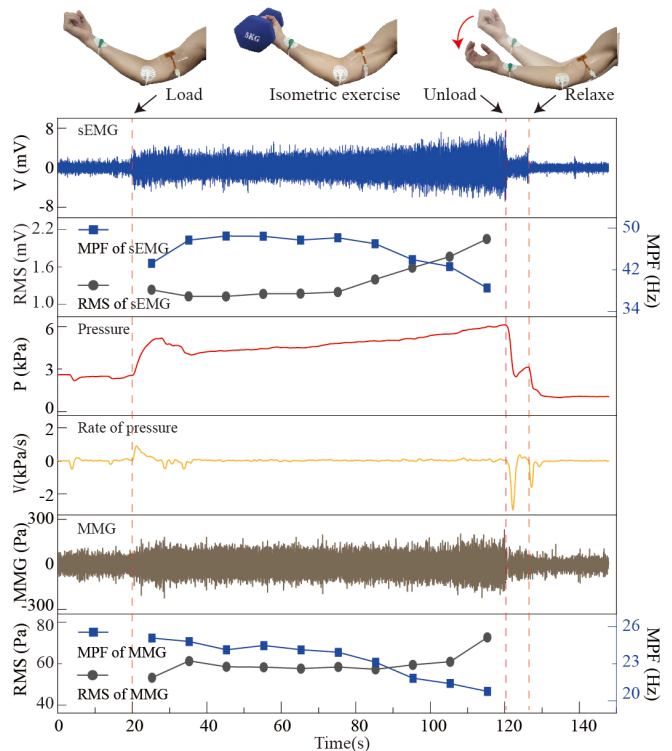 5KG
Load
Isometric exercise
Unload
Relaxe
sEMG
V (mV)
8
0
-8
MPF of sEMG
RMS of sEMG
RMS (mV)
2.2
1.6
1.0
MPF (Hz)
50
42
34
Pressure
P (kPa)
6
3
0
Rate of pressure
V(kPa/s)
2
0
-2
MMG
MMG (Pa)
300
0
300
MPF of MMG
RMS of MMG
RMS (Pa)
80
60
40
MPF (Hz)
26
23
20
0 20 40 60 80 100 120 140
Time(s)